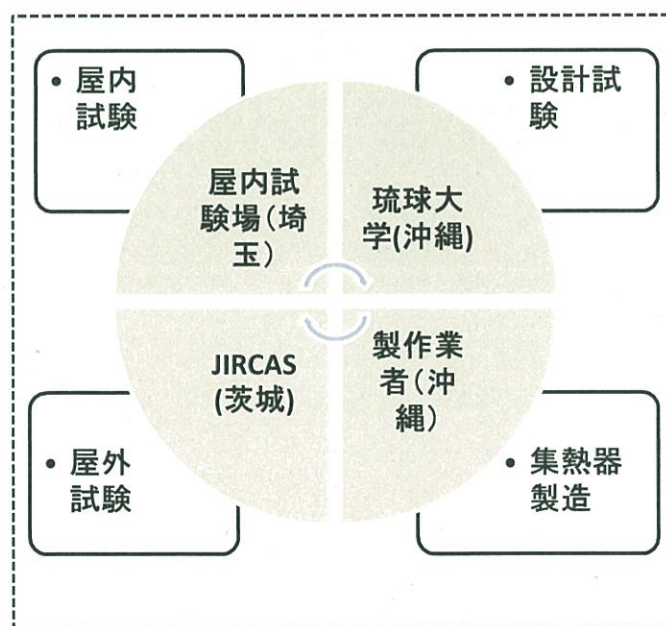 • 屋内
試験
• 設計試
験
屋内試
験場(埼
玉)
琉球大
学(沖縄)
JIRCAS
(茨城)
製作業
者(沖
縄)
• 屋外
試験
• 集熱器
製造